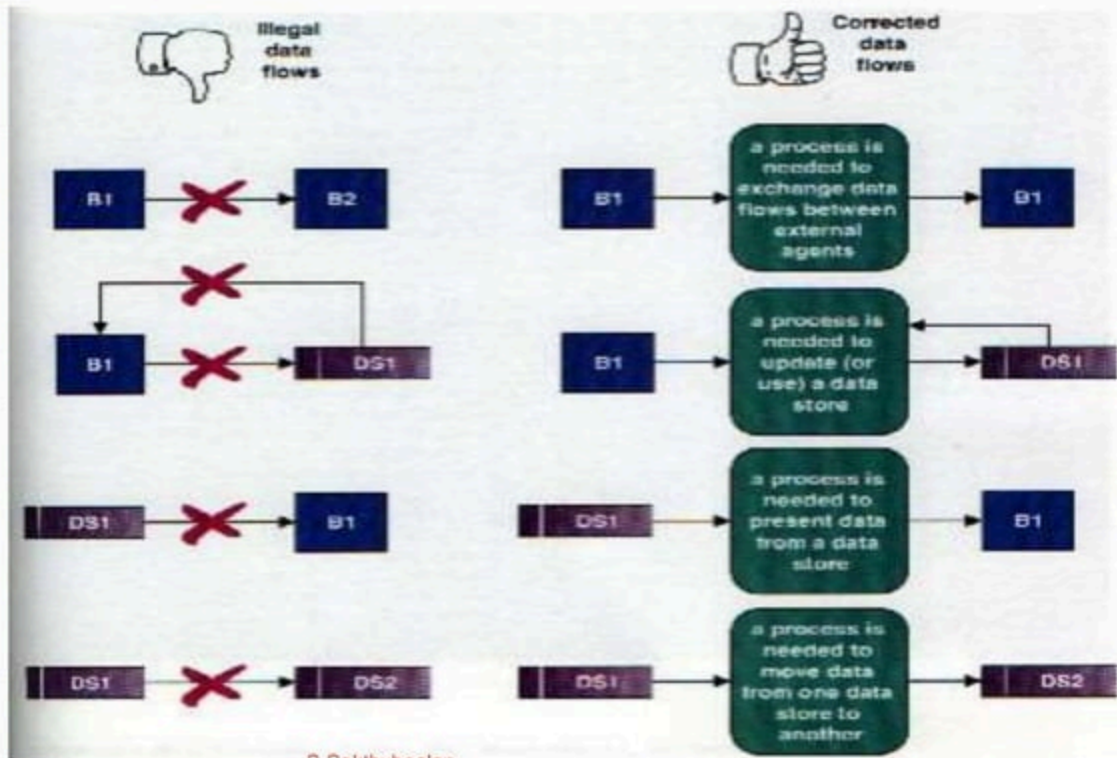 Illegal
data
flows
Corrected
data
flows
B1
B2
B1
a process is
needed to
exchange data
flows between
external
agents
B1
B1
DS1
B1
a process is
needed to
update (or
use) a data
store
DS1
DS1
B1
DS1
a process is
needed to
present data
from a data
store
B1
DS1
DS2
DS1
a process is
needed to
move data
from one data
store to
another
DS2